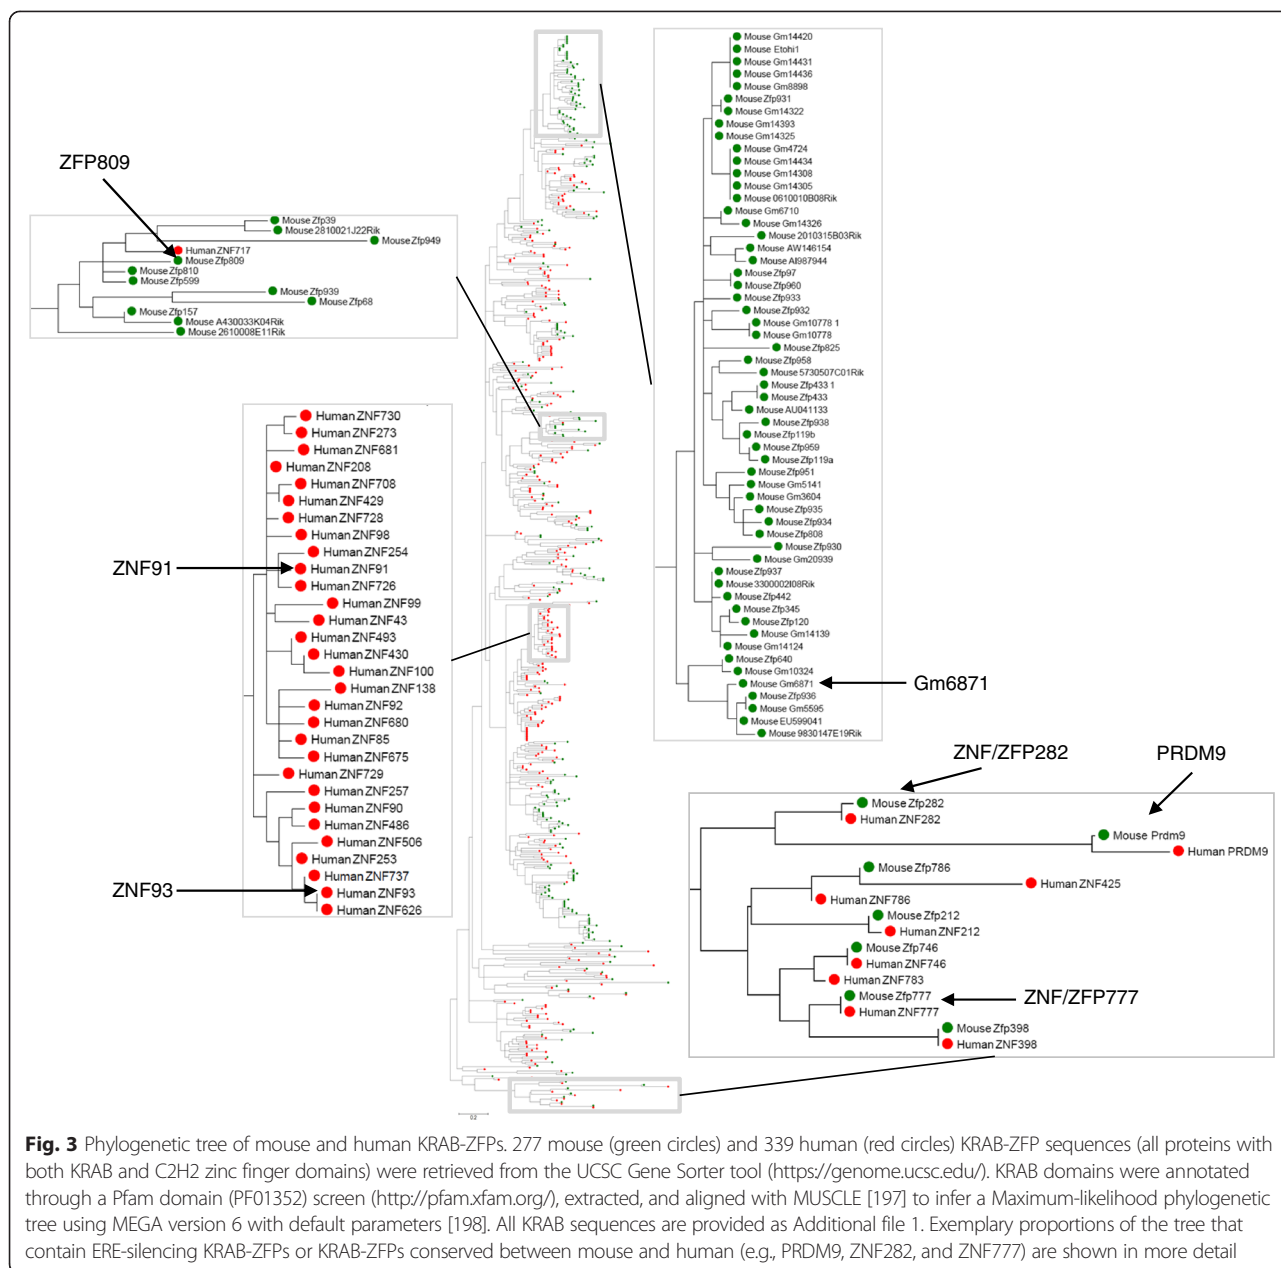 ZFP809
Mouse Zfp39
Mouse 2810021J22Rik
Mouse Zfp949
Human ZNF717
Mouse Zfp809
Mouse Zfp810
Mouse Zfp599
Mouse Zfp939
Mouse Zfp68
Mouse Zfp157
Mouse A430033K04Rik
Mouse 2610008E11Rik
Human ZNF730
Human ZNF273
Human ZNF681
Human ZNF208
Human ZNF708
Human ZNF429
Human ZNF728
Human ZNF98
Human ZNF254
ZNF91
Human ZNF91
Human ZNF726
Human ZNF99
Human ZNF43
Human ZNF493
Human ZNF430
Human ZNF100
Human ZNF138
Human ZNF92
Human ZNF680
Human ZNF85
Human ZNF675
Human ZNF729
Human ZNF257
Human ZNF90
Human ZNF486
Human ZNF506
Human ZNF253
Human ZNF737
ZNF93
Human ZNF93
Human ZNF626
0.2
Mouse Gm14420
Mouse Etohi1
Mouse Gm14431
Mouse Gm14436
Mouse Gm8898
Mouse Zfp931
Mouse Gm14322
Mouse Gm14393
Mouse Gm14325
Mouse Gm4724
Mouse Gm14434
Mouse Gm14308
Mouse Gm14305
Mouse 0610010B08Rik
Mouse Gm6710
Mouse Gm14326
Mouse 2010315B03Rik
Mouse AW146154
Mouse AI987944
Mouse Zfp97
Mouse Zfp960
Mouse Zfp933
Mouse Zfp932
Mouse Gm10778 1
Mouse Gm10778
Mouse Zfp825
Mouse Zfp958
Mouse 5730507C01Rik
Mouse Zfp433 1
Mouse Zfp433
Mouse AU041133
Mouse Zfp938
Mouse Zfp119b
Mouse Zfp959
Mouse Zfp119a
Mouse Zfp951
Mouse Gm5141
Mouse Gm3604
Mouse Zfp935
Mouse Zfp934
Mouse Zfp808
Mouse Zfp930
Mouse Gm20939
Mouse Zfp937
Mouse 3300002I08Rik
Mouse Zfp442
Mouse Zfp345
Mouse Zfp120
Mouse Gm14139
Mouse Gm14124
Mouse Zfp640
Mouse Gm10324
Mouse Gm6871
Gm6871
Mouse Zfp936
Mouse Gm5595
Mouse EU599041
Mouse 9830147E19Rik
ZNF/ZFP282
PRDM9
Mouse Zfp282
Human ZNF282
Mouse Prdm9
Human PRDM9
Mouse Zfp786
Human ZNF425
Human ZNF786
Mouse Zfp212
Human ZNF212
Mouse Zfp746
Human ZNF746
Human ZNF783
Mouse Zfp777
ZNF/ZFP777
Human ZNF777
Mouse Zfp398
Human ZNF398
Fig. 3 Phylogenetic tree of mouse and human KRAB-ZFPs. 277 mouse (green circles) and 339 human (red circles) KRAB-ZFP sequences (all proteins with
both KRAB and C2H2 zinc finger domains) were retrieved from the UCSC Gene Sorter tool (https://genome.ucsc.edu/). KRAB domains were annotated
through a Pfam domain (PF01352) screen (http://pfam.xfam.org/), extracted, and aligned with MUSCLE [197] to infer a Maximum-likelihood phylogenetic
tree using MEGA version 6 with default parameters [198]. All KRAB sequences are provided as Additional file 1. Exemplary proportions of the tree that
contain ERE-silencing KRAB-ZFPs or KRAB-ZFPs conserved between mouse and human (e.g., PRDM9, ZNF282, and ZNF777) are shown in more detail